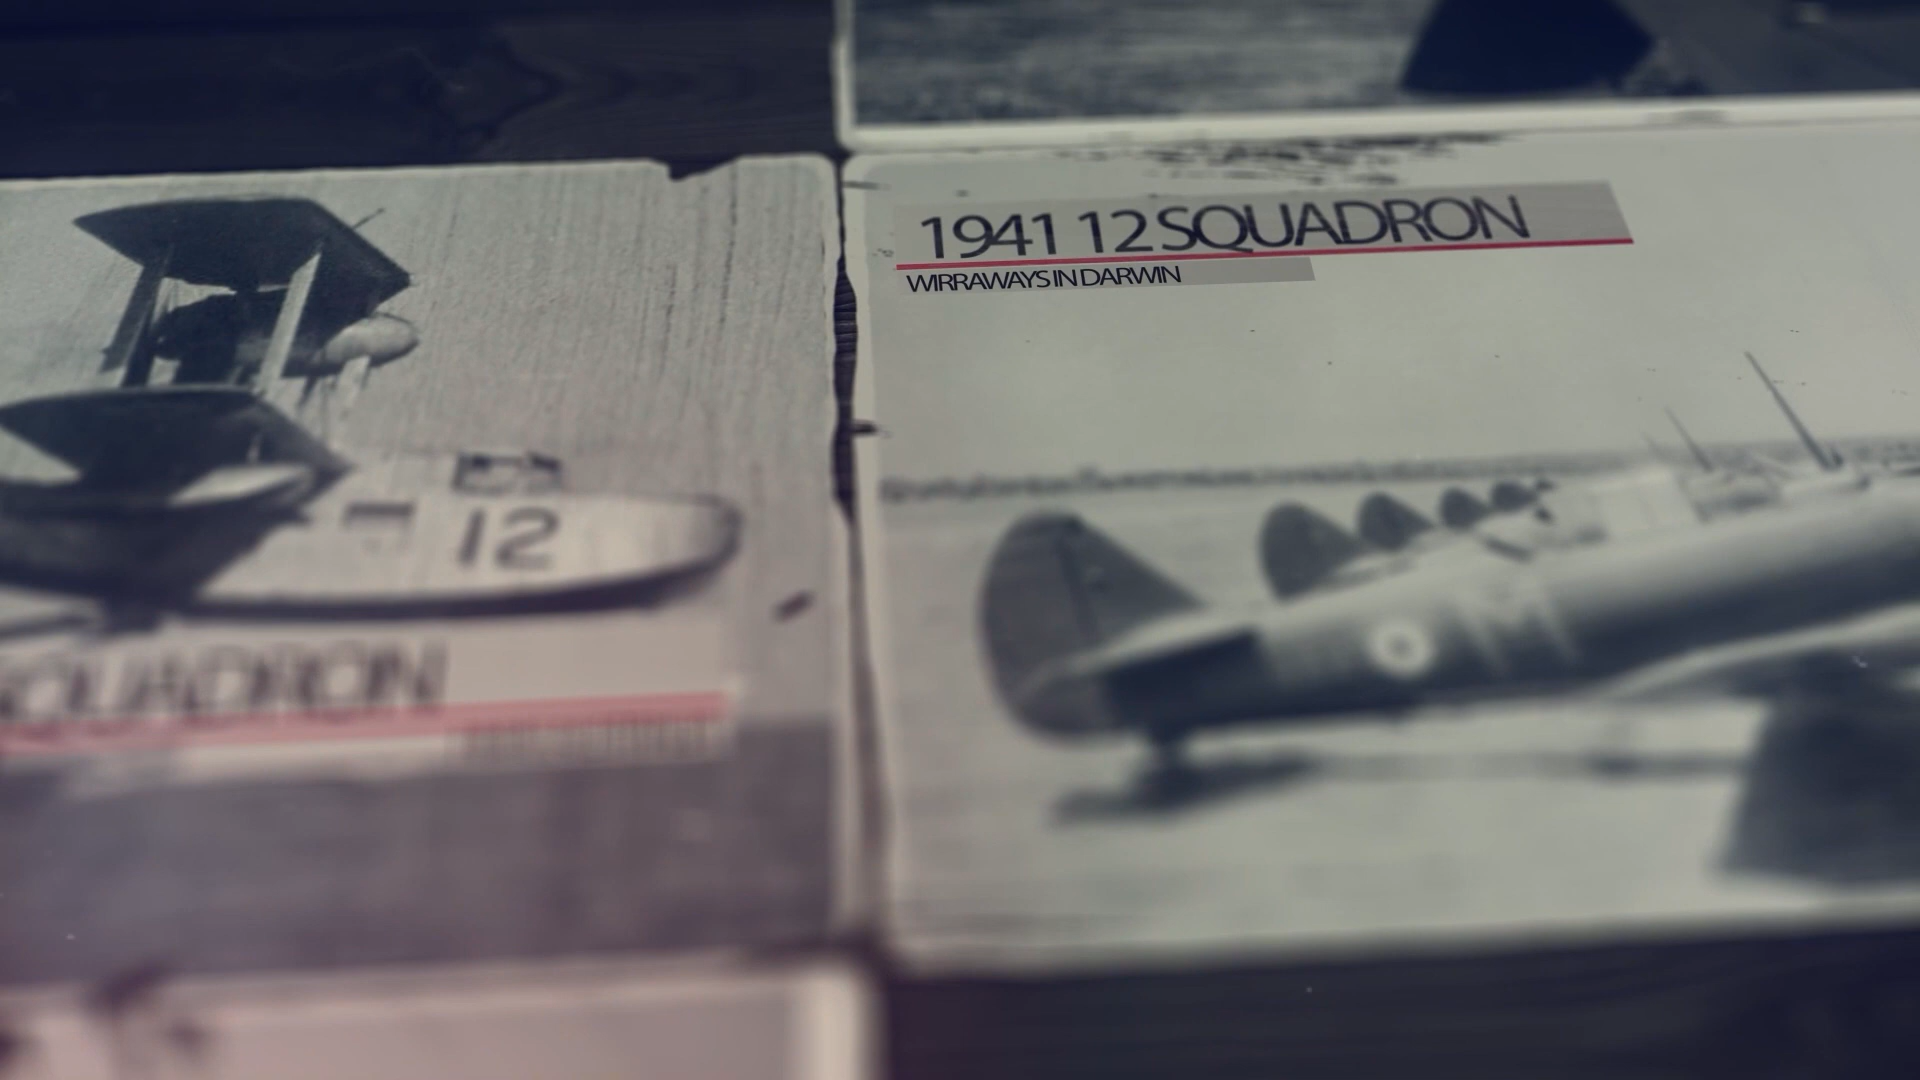 1941 12 SQUADRON
WIRRAWAYS IN DARWIN
12
SQUADRON